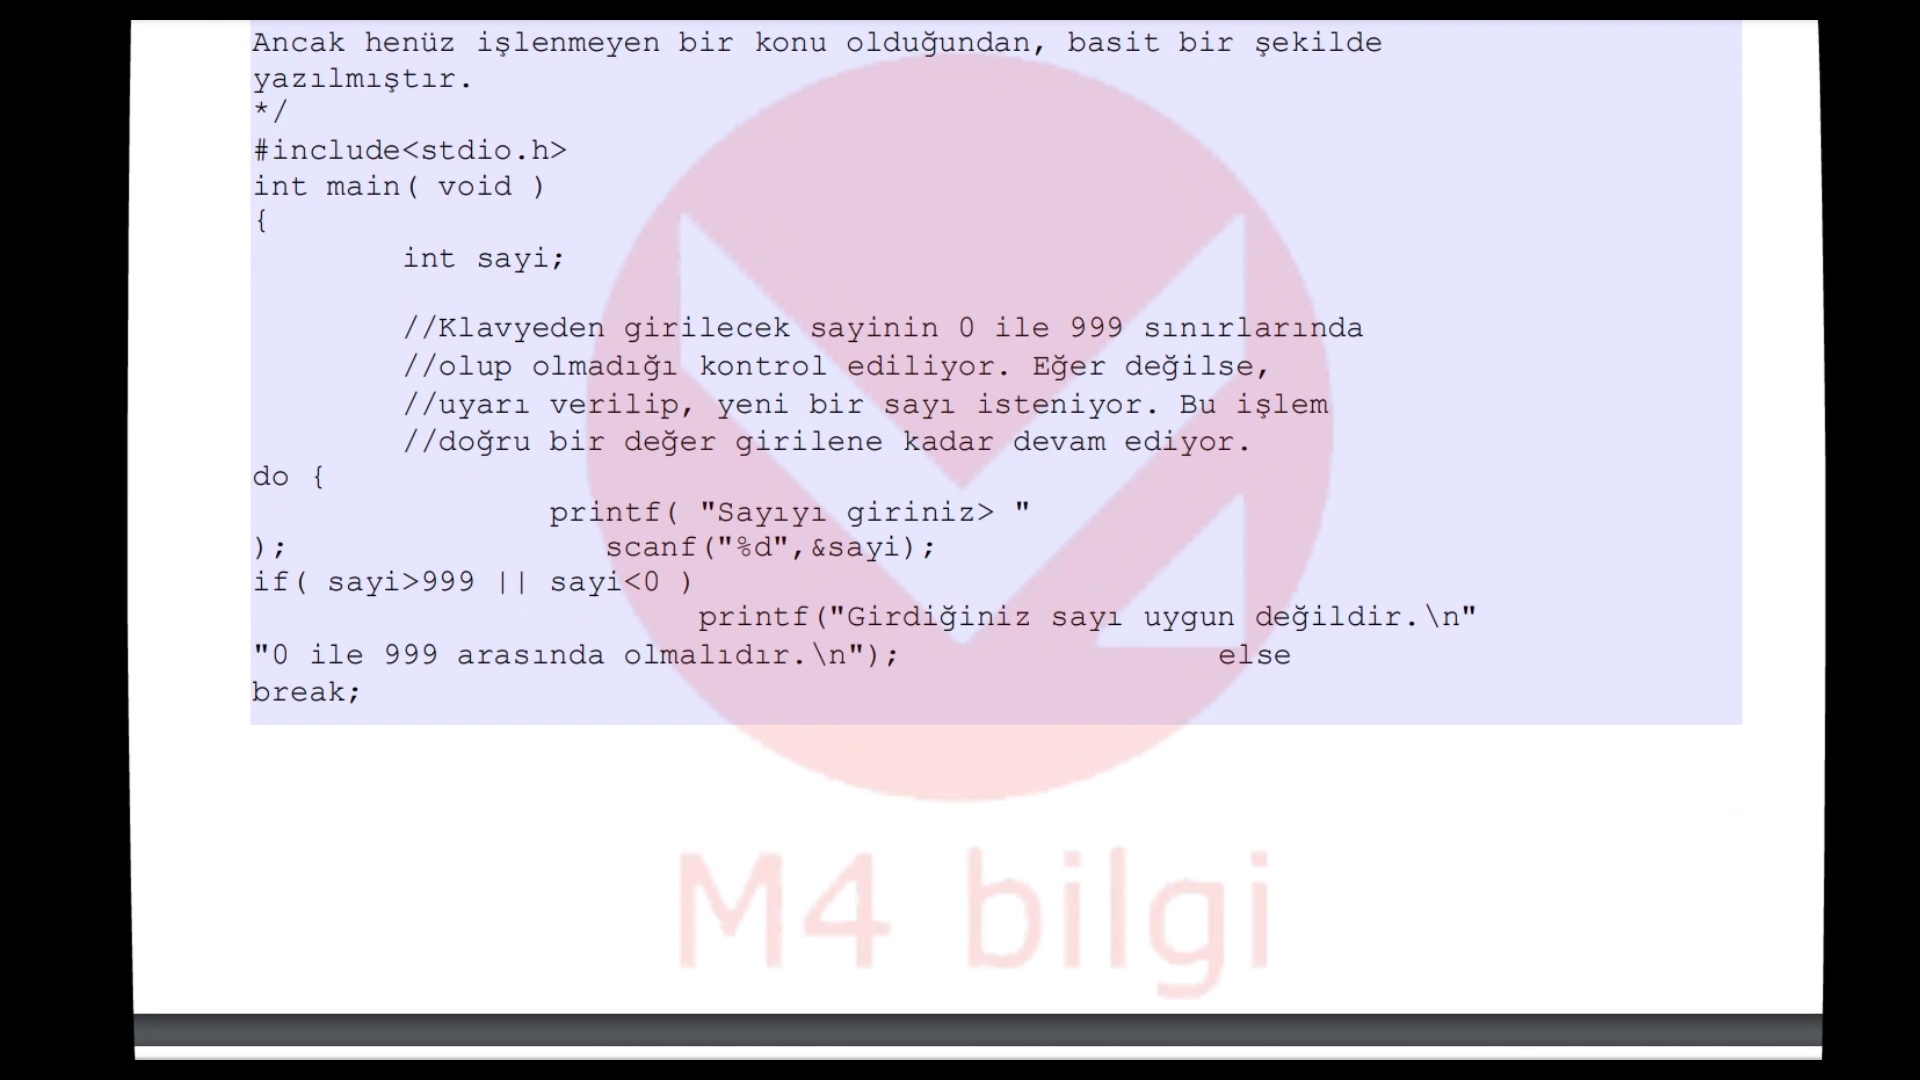 Ancak henüz işlenmeyen bir konu olduğundan, basit bir şekilde
yazılmıştır.
*/
#include<stdio.h>
int main( void )
{
int sayi;
//Klavyeden girilecek sayinin 0 ile 999 sınırlarında
//olup olmadığı kontrol ediliyor. Eğer değilse,
//uyarı verilip, yeni bir sayı isteniyor. Bu işlem
//doğru bir değer girilene kadar devam ediyor.
do {
printf( "Sayıyı giriniz> "
); scanf("%d",&sayi);
if( sayi>999 || sayi<0 )
printf("Girdiğiniz sayı uygun değildir.\n"
"0 ile 999 arasında olmalıdır.\n"); else
break;
M4 bilgi